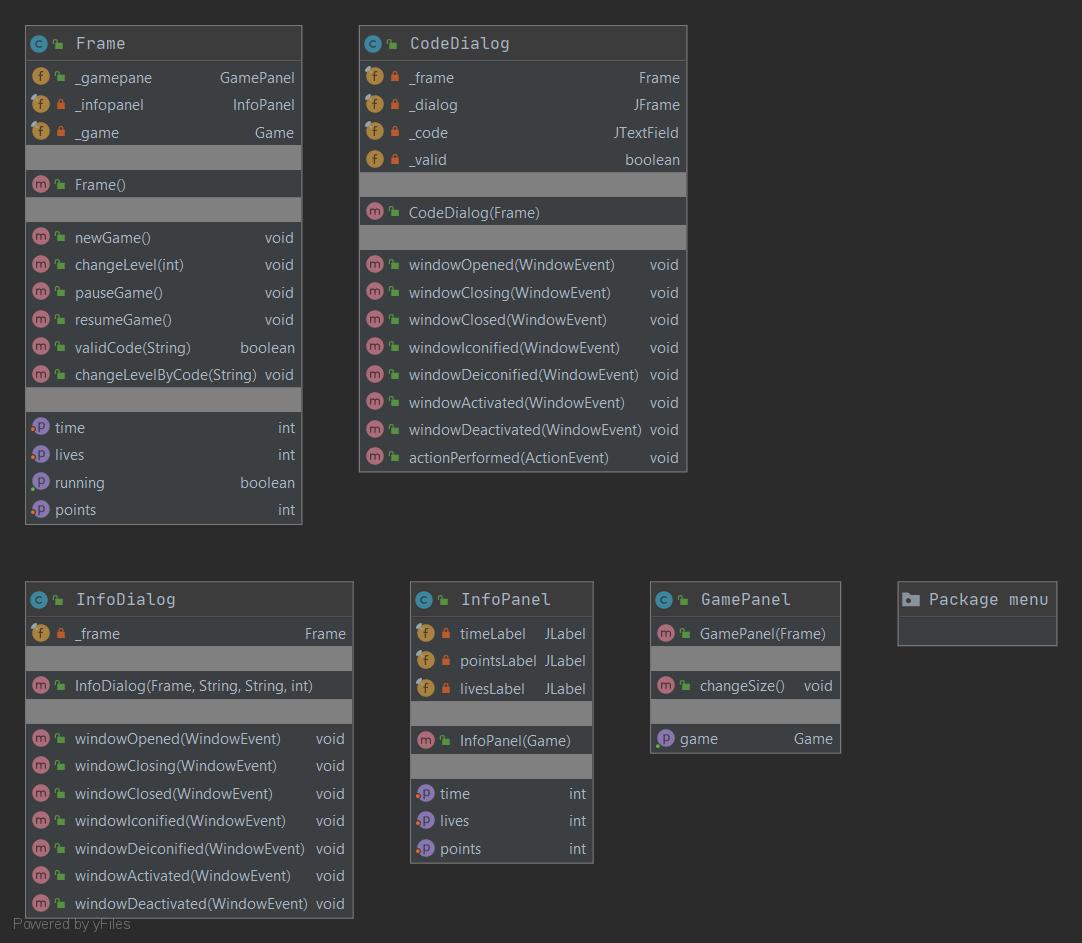 Frame
_gamepane GamePanel
_infopanel InfoPanel
_game Game
Frame()
newGame() void
changeLevel(int) void
pauseGame() void
resumeGame() void
validCode(String) boolean
changeLevelByCode(String) void
time int
lives int
running boolean
points int
CodeDialog
_frame Frame
_dialog JFrame
_code JTextField
_valid boolean
CodeDialog(Frame)
windowOpened(WindowEvent) void
windowClosing(WindowEvent) void
windowClosed(WindowEvent) void
windowIconified(WindowEvent) void
windowDeiconified(WindowEvent) void
windowActivated(WindowEvent) void
windowDeactivated(WindowEvent) void
actionPerformed(ActionEvent) void
InfoDialog
_frame Frame
InfoDialog(Frame, String, String, int)
windowOpened(WindowEvent) void
windowClosing(WindowEvent) void
windowClosed(WindowEvent) void
windowIconified(WindowEvent) void
windowDeiconified(WindowEvent) void
windowActivated(WindowEvent) void
windowDeactivated(WindowEvent) void
InfoPanel
timeLabel JLabel
pointsLabel JLabel
livesLabel JLabel
InfoPanel(Game)
time int
lives int
points int
GamePanel
GamePanel(Frame)
changeSize() void
game Game
Package menu
Powered by yFiles